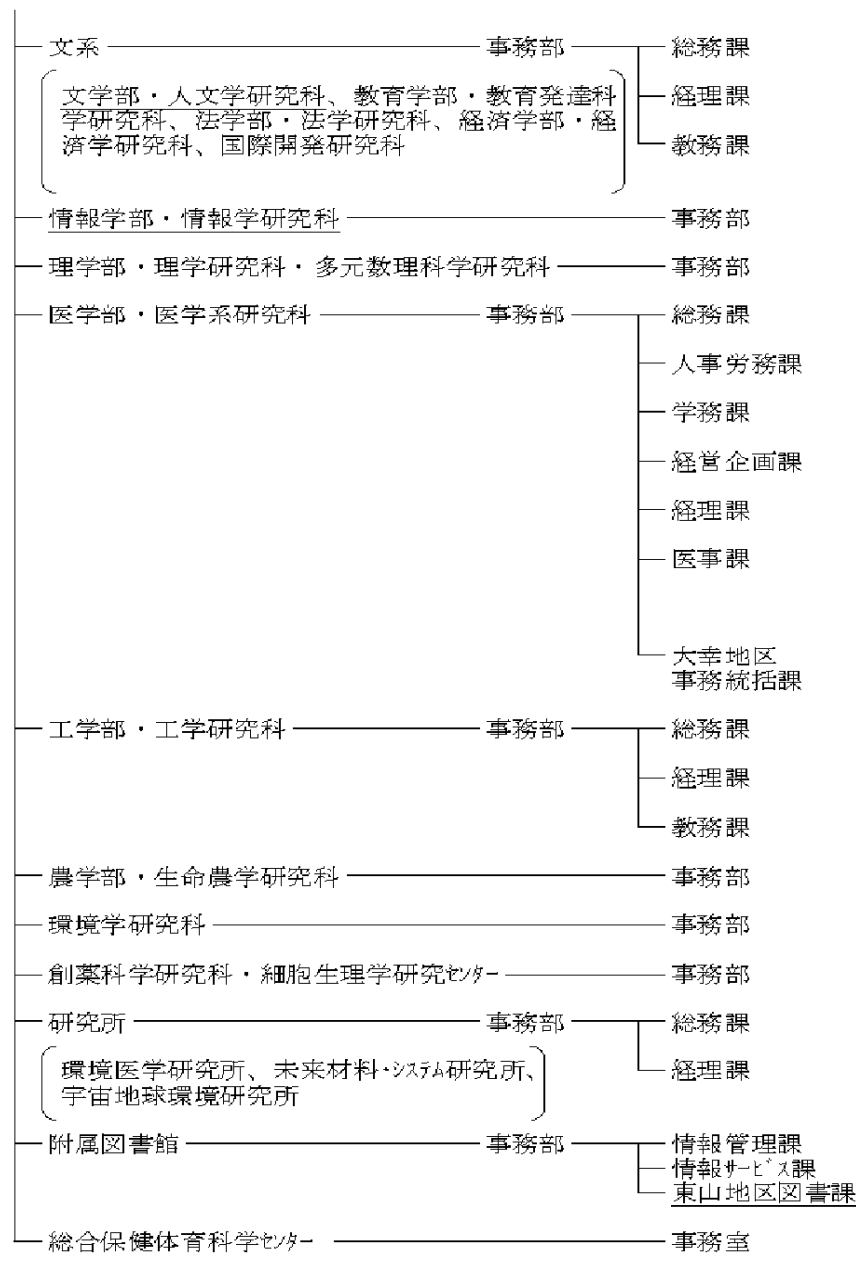 文系 事務部 総務課
文学部・人文学研究科、教育学部・教育発達科
経理課
学研究科、法学部・法学研究科、経済学部・経
済学研究科、国際開発研究科
教務課
情報学部・情報学研究科 事務部
理学部・理学研究科・多元数理科学研究科 事務部
医学部・医学系研究科 事務部 総務課
人事労務課
学務課
経営企画課
経理課
医事課
大幸地区
事務統括課
工学部・工学研究科 事務部 総務課
経理課
教務課
農学部・生命農学研究科 事務部
環境学研究科 事務部
創薬科学研究科・細胞生理学研究ｾﾝﾀｰ 事務部
研究所 事務部 総務課
環境医学研究所、未来材料・ｼｽﾃﾑ研究所、 経理課
宇宙地球環境研究所
附属図書館 事務部 情報管理課
情報ｻｰﾋﾞｽ課
東山地区図書課
総合保健体育科学ｾﾝﾀｰ 事務室